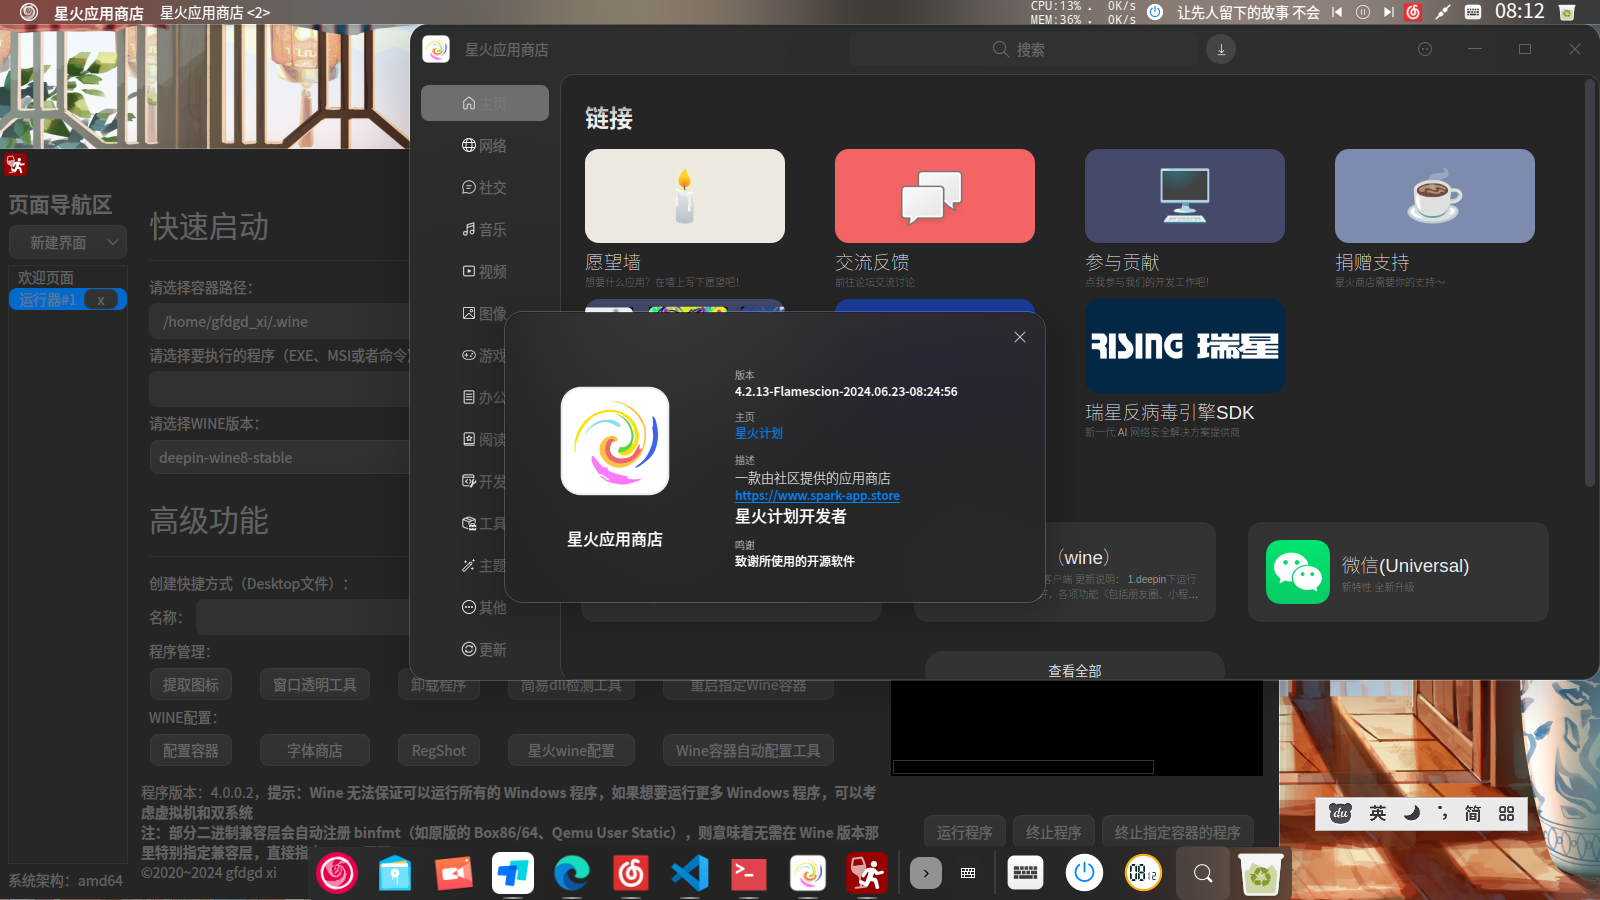 星火应用商店
星火应用商店 <2>
CPU:13%
0K/s
MEM:36%
0K/s
让先人留下的故事 不会
08:12
星火应用商店
搜索
主页
网络
社交
音乐
视频
图像
游戏
办公
阅读
开发
工具
主题
其他
更新
链接
愿望墙
想要什么应用？在墙上写下愿望吧！
交流反馈
前往论坛交流讨论
参与贡献
点我参与我们的开发工作吧！
捐赠支持
星火商店需要你的支持～
RISING 瑞星
瑞星反病毒引擎SDK
新一代 AI 网络安全解决方案提供商
（wine）
客户端 更新说明： 1.deepin下运行
好，各项功能（包括朋友圈、小程...
微信(Universal)
新特性 全新升级
查看全部
星火应用商店
版本
4.2.13-Flamescion-2024.06.23-08:24:56
主页
星火计划
描述
一款由社区提供的应用商店
https://www.spark-app.store
星火计划开发者
鸣谢
致谢所使用的开源软件
页面导航区
新建界面
欢迎页面
运行器#1
x
快速启动
请选择容器路径：
/home/gfdgd_xi/.wine
请选择要执行的程序（EXE、MSI或者命令）
请选择WINE版本：
deepin-wine8-stable
高级功能
创建快捷方式（Desktop文件）：
名称：
程序管理：
提取图标
窗口透明工具
卸载程序
简易dll检测工具
重启指定Wine容器
WINE配置：
配置容器
字体商店
RegShot
星火wine配置
Wine容器自动配置工具
程序版本：4.0.0.2，提示：Wine 无法保证可以运行所有的 Windows 程序，如果想要运行更多 Windows 程序，可以考
虑虚拟机和双系统
注：部分二进制兼容层会自动注册 binfmt（如原版的 Box86/64、Qemu User Static），则意味着无需在 Wine 版本那
里特别指定兼容层，直接指
©2020~2024 gfdgd xi
系统架构：amd64
运行程序
终止程序
终止指定容器的程序
du
英
简
08:12